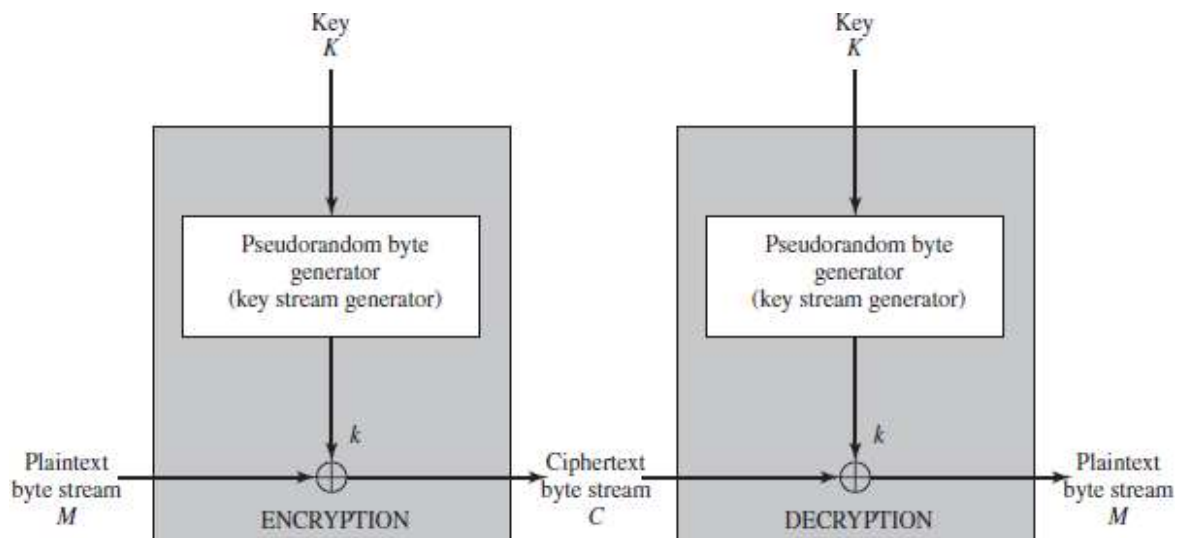 Key
K
Key
K
Pseudorandom byte
generator
(key stream generator)
Pseudorandom byte
generator
(key stream generator)
k
k
Plaintext
byte stream
M
Ciphertext
byte stream
C
Plaintext
byte stream
M
ENCRYPTION
DECRYPTION